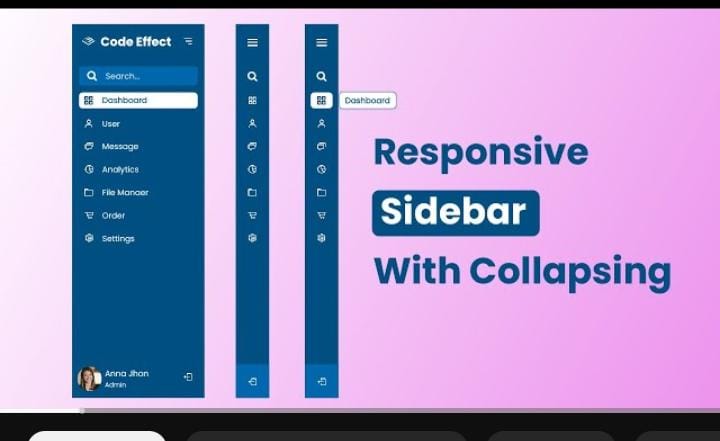 Code Effect
Search...
Dashboard
User
Message
Analytics
File Manaer
Order
Settings
Anna Jhon
Admin
Dashboard
Responsive
Sidebar
With Collapsing